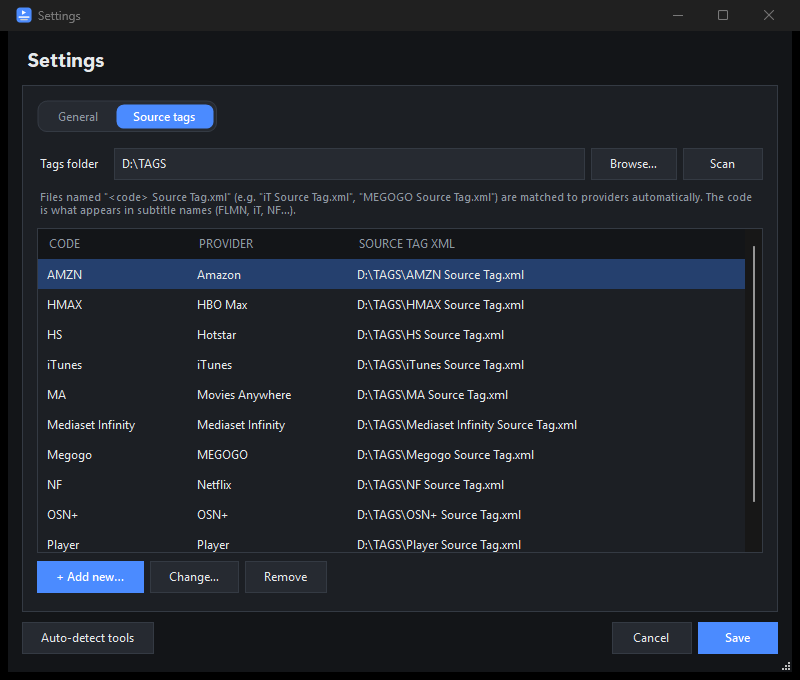 Settings
Settings
General Source tags
Tags folder D:\TAGS Browse... Scan
Files named "<code> Source Tag.xml" (e.g. "iT Source Tag.xml", "MEGOGO Source Tag.xml") are matched to providers automatically. The code
is what appears in subtitle names (FLMN, iT, NF...).
CODE PROVIDER SOURCE TAG XML
AMZN Amazon D:\TAGS\AMZN Source Tag.xml
HMAX HBO Max D:\TAGS\HMAX Source Tag.xml
HS Hotstar D:\TAGS\HS Source Tag.xml
iTunes iTunes D:\TAGS\iTunes Source Tag.xml
MA Movies Anywhere D:\TAGS\MA Source Tag.xml
Mediaset Infinity Mediaset Infinity D:\TAGS\Mediaset Infinity Source Tag.xml
Megogo MEGOGO D:\TAGS\Megogo Source Tag.xml
NF Netflix D:\TAGS\NF Source Tag.xml
OSN+ OSN+ D:\TAGS\OSN+ Source Tag.xml
Player Player D:\TAGS\Player Source Tag.xml
+ Add new... Change... Remove
Auto-detect tools Cancel Save